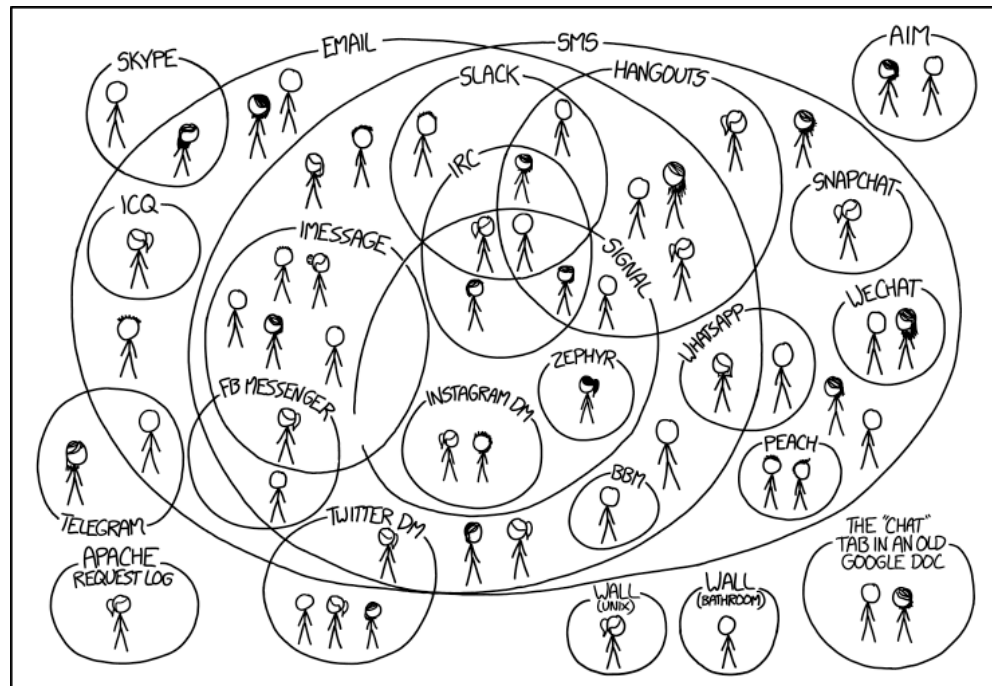 SKYPE
EMAIL
SMS
AIM
SLACK
HANGOUTS
IRC
SNAPCHAT
ICQ
IMESSAGE
SIGNAL
WECHAT
WHATSAPP
ZEPHYR
FB MESSENGER
INSTAGRAM DM
PEACH
BBM
TELEGRAM
TWITTER DM
APACHE
REQUEST LOG
WALL
(UNIX)
WALL
(BATHROOM)
THE "CHAT"
TAB IN AN OLD
GOOGLE DOC